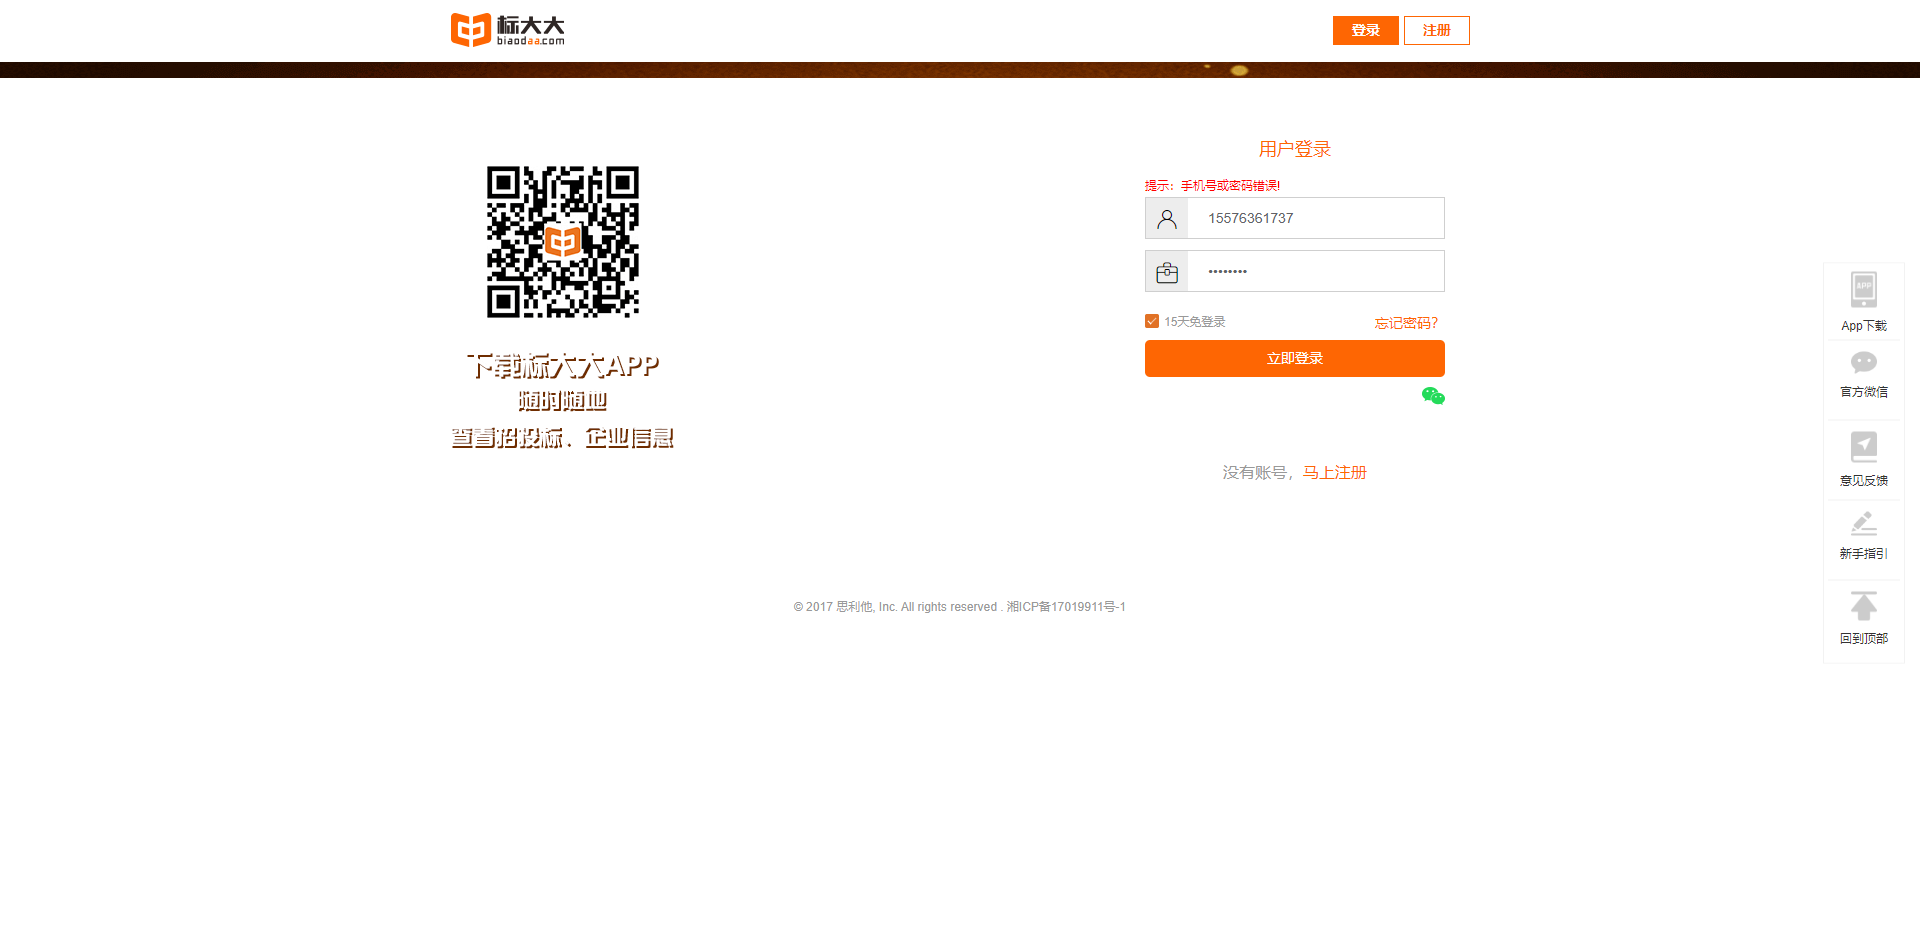 标大大
biaodaa.com
登录
注册
用户登录
提示：手机号或密码错误!
15576361737
••••••••
15天免登录
忘记密码?
立即登录
没有账号，马上注册
下载标大大APP
随时随地
查看招投标、企业信息
APP
App下载
官方微信
意见反馈
新手指引
回到顶部
© 2017 思利他, Inc. All rights reserved . 湘ICP备17019911号-1